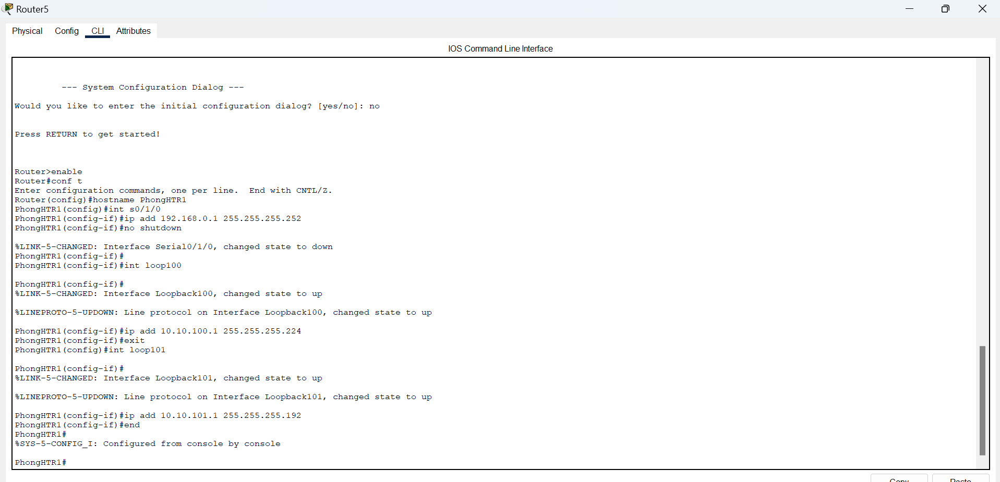 Router5
Physical Config CLI Attributes
IOS Command Line Interface
--- System Configuration Dialog ---
Would you like to enter the initial configuration dialog? [yes/no]: no
Press RETURN to get started!
Router>enable
Router#conf t
Enter configuration commands, one per line.  End with CNTL/Z.
Router(config)#hostname PhongHTR1
PhongHTR1(config)#int s0/1/0
PhongHTR1(config-if)#ip add 192.168.0.1 255.255.255.252
PhongHTR1(config-if)#no shutdown
%LINK-5-CHANGED: Interface Serial0/1/0, changed state to down
PhongHTR1(config-if)#
PhongHTR1(config-if)#int loop100
PhongHTR1(config-if)#
%LINK-5-CHANGED: Interface Loopback100, changed state to up
%LINEPROTO-5-UPDOWN: Line protocol on Interface Loopback100, changed state to up
PhongHTR1(config-if)#ip add 10.10.100.1 255.255.255.224
PhongHTR1(config-if)#exit
PhongHTR1(config)#int loop101
PhongHTR1(config-if)#
%LINK-5-CHANGED: Interface Loopback101, changed state to up
%LINEPROTO-5-UPDOWN: Line protocol on Interface Loopback101, changed state to up
PhongHTR1(config-if)#ip add 10.10.101.1 255.255.255.192
PhongHTR1(config-if)#end
PhongHTR1#
%SYS-5-CONFIG_I: Configured from console by console
PhongHTR1#
Copy Paste